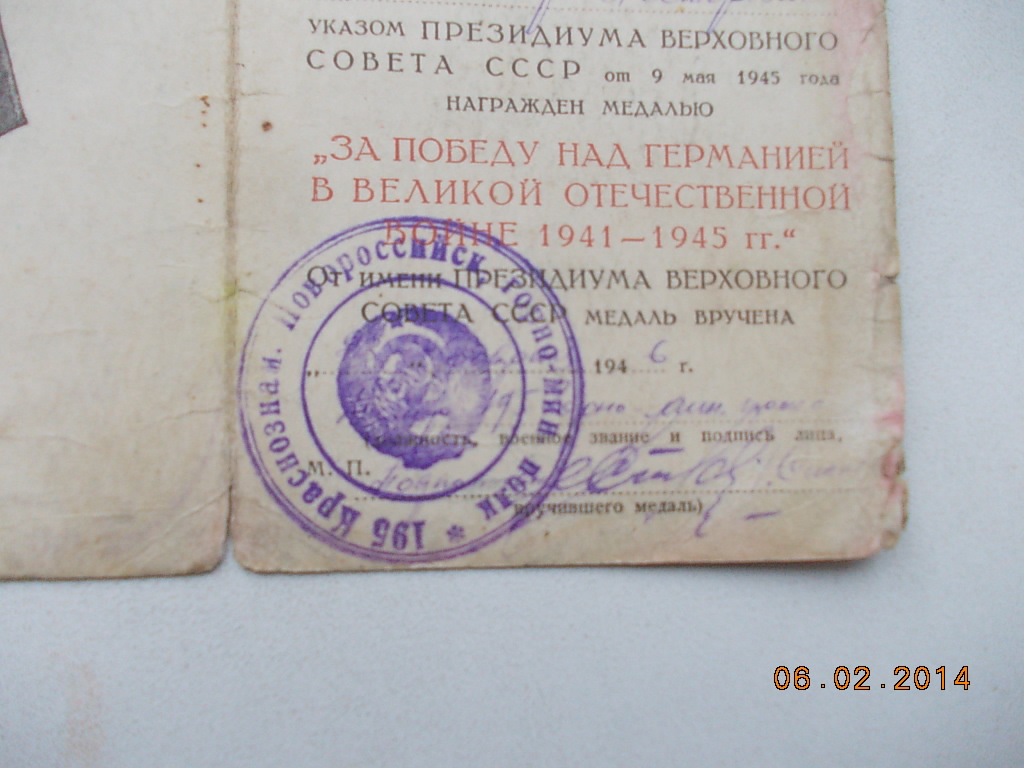 УКАЗОМ ПРЕЗИДИУМА ВЕРХОВНОГО
СОВЕТА СССР от 9 мая 1945 года
НАГРАЖДЕН МЕДАЛЬЮ
„ЗА ПОБЕДУ НАД ГЕРМАНИЕЙ
В ВЕЛИКОЙ ОТЕЧЕСТВЕННОЙ
ВОЙНЕ 1941—1945 гг.“
От имени ПРЕЗИДИУМА ВЕРХОВНОГО
СОВЕТА СССР МЕДАЛЬ ВРУЧЕНА
1946 г.
(должность, военное звание и подпись лица,
М. П.
вручившего медаль)
* 195 Краснознам. Новороссийск. горно-мин полк
06.02.2014